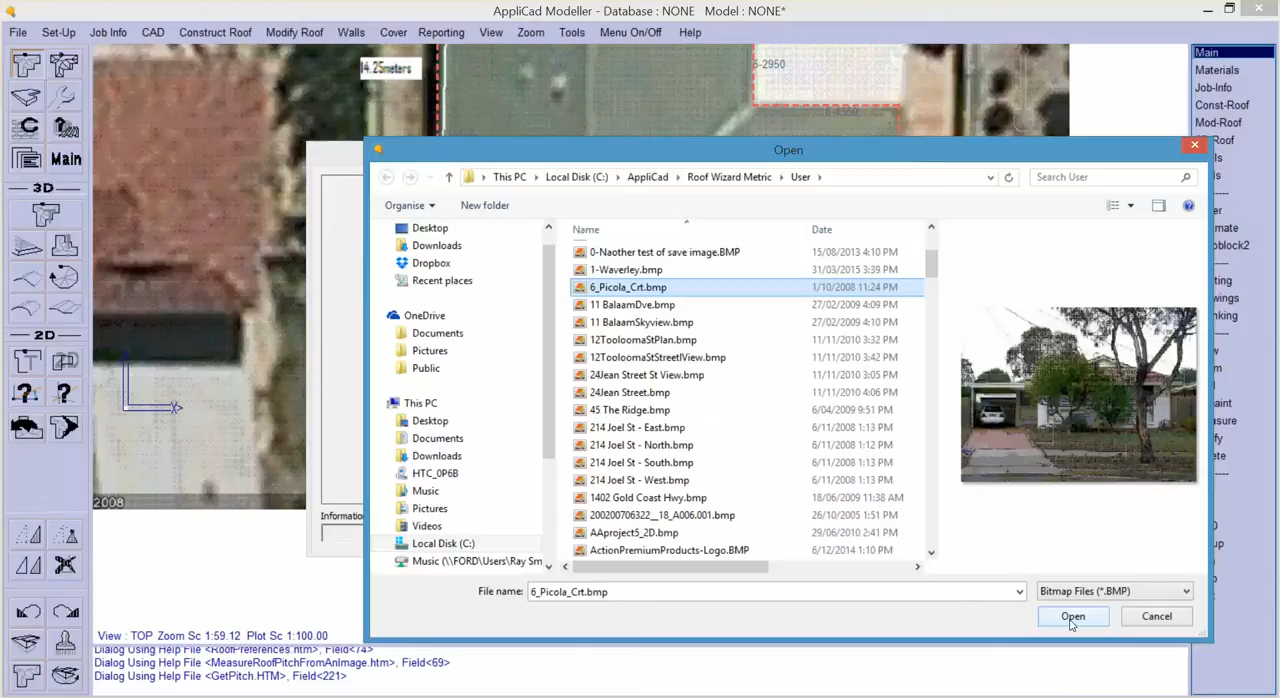 AppliCad Modeller - Database : NONE   Model : NONE*
File Set-Up Job Info CAD Construct Roof Modify Roof Walls Cover Reporting View Zoom Tools Menu On/Off Help
14.25meters
6-2950
Main
Materials
Job-Info
Const-Roof
Mod-Roof
Main
3D
2D
2008
Open
This PC Local Disk (C:) AppliCad Roof Wizard Metric User
Search User
Organise New folder
Desktop
Downloads
Dropbox
Recent places
OneDrive
Documents
Pictures
Public
This PC
Desktop
Documents
Downloads
HTC_0P6B
Music
Pictures
Videos
Local Disk (C:)
Music (\\FORD\Users\Ray Sm
Name Date
0-Naother test of save image.BMP 15/08/2013 4:10 PM
1-Waverley.bmp 31/03/2015 3:39 PM
6_Picola_Crt.bmp 1/10/2008 11:24 PM
11 BalaamDve.bmp 27/02/2009 4:09 PM
11 BalaamSkyview.bmp 27/02/2009 4:10 PM
12TooloomaStPlan.bmp 11/11/2010 3:32 PM
12TooloomaStStreetlView.bmp 11/11/2010 3:42 PM
24Jean Street St View.bmp 11/11/2010 3:05 PM
24Jean Street.bmp 11/11/2010 4:06 PM
45 The Ridge.bmp 6/04/2009 9:51 PM
214 Joel St - East.bmp 6/11/2008 1:13 PM
214 Joel St - North.bmp 6/11/2008 1:12 PM
214 Joel St - South.bmp 6/11/2008 1:13 PM
214 Joel St - West.bmp 6/11/2008 1:13 PM
1402 Gold Coast Hwy.bmp 18/06/2009 11:38 AM
200200706322__18_A006.001.bmp 26/10/2005 1:51 PM
AAproject5_2D.bmp 29/06/2010 2:41 PM
ActionPremiumProducts-Logo.BMP 6/12/2014 1:10 PM
File name: 6_Picola_Crt.bmp Bitmap Files (*.BMP)
Open Cancel
View : TOP Zoom Sc 1:59.12 Plot Sc 1:100.00
Dialog Using Help File <RoofPreferences.htm>, Field<74>
Dialog Using Help File <MeasureRoofPitchFromAnImage.htm>, Field<69>
Dialog Using Help File <GetPitch.HTM>, Field<221>